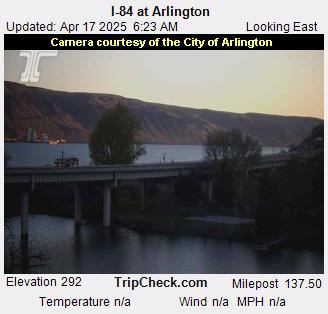 I-84 at Arlington
Updated: Apr 17 2025 6:23 AM Looking East
Camera courtesy of the City of Arlington
Elevation 292 TripCheck.com Milepost 137.50
Temperature n/a Wind n/a MPH n/a